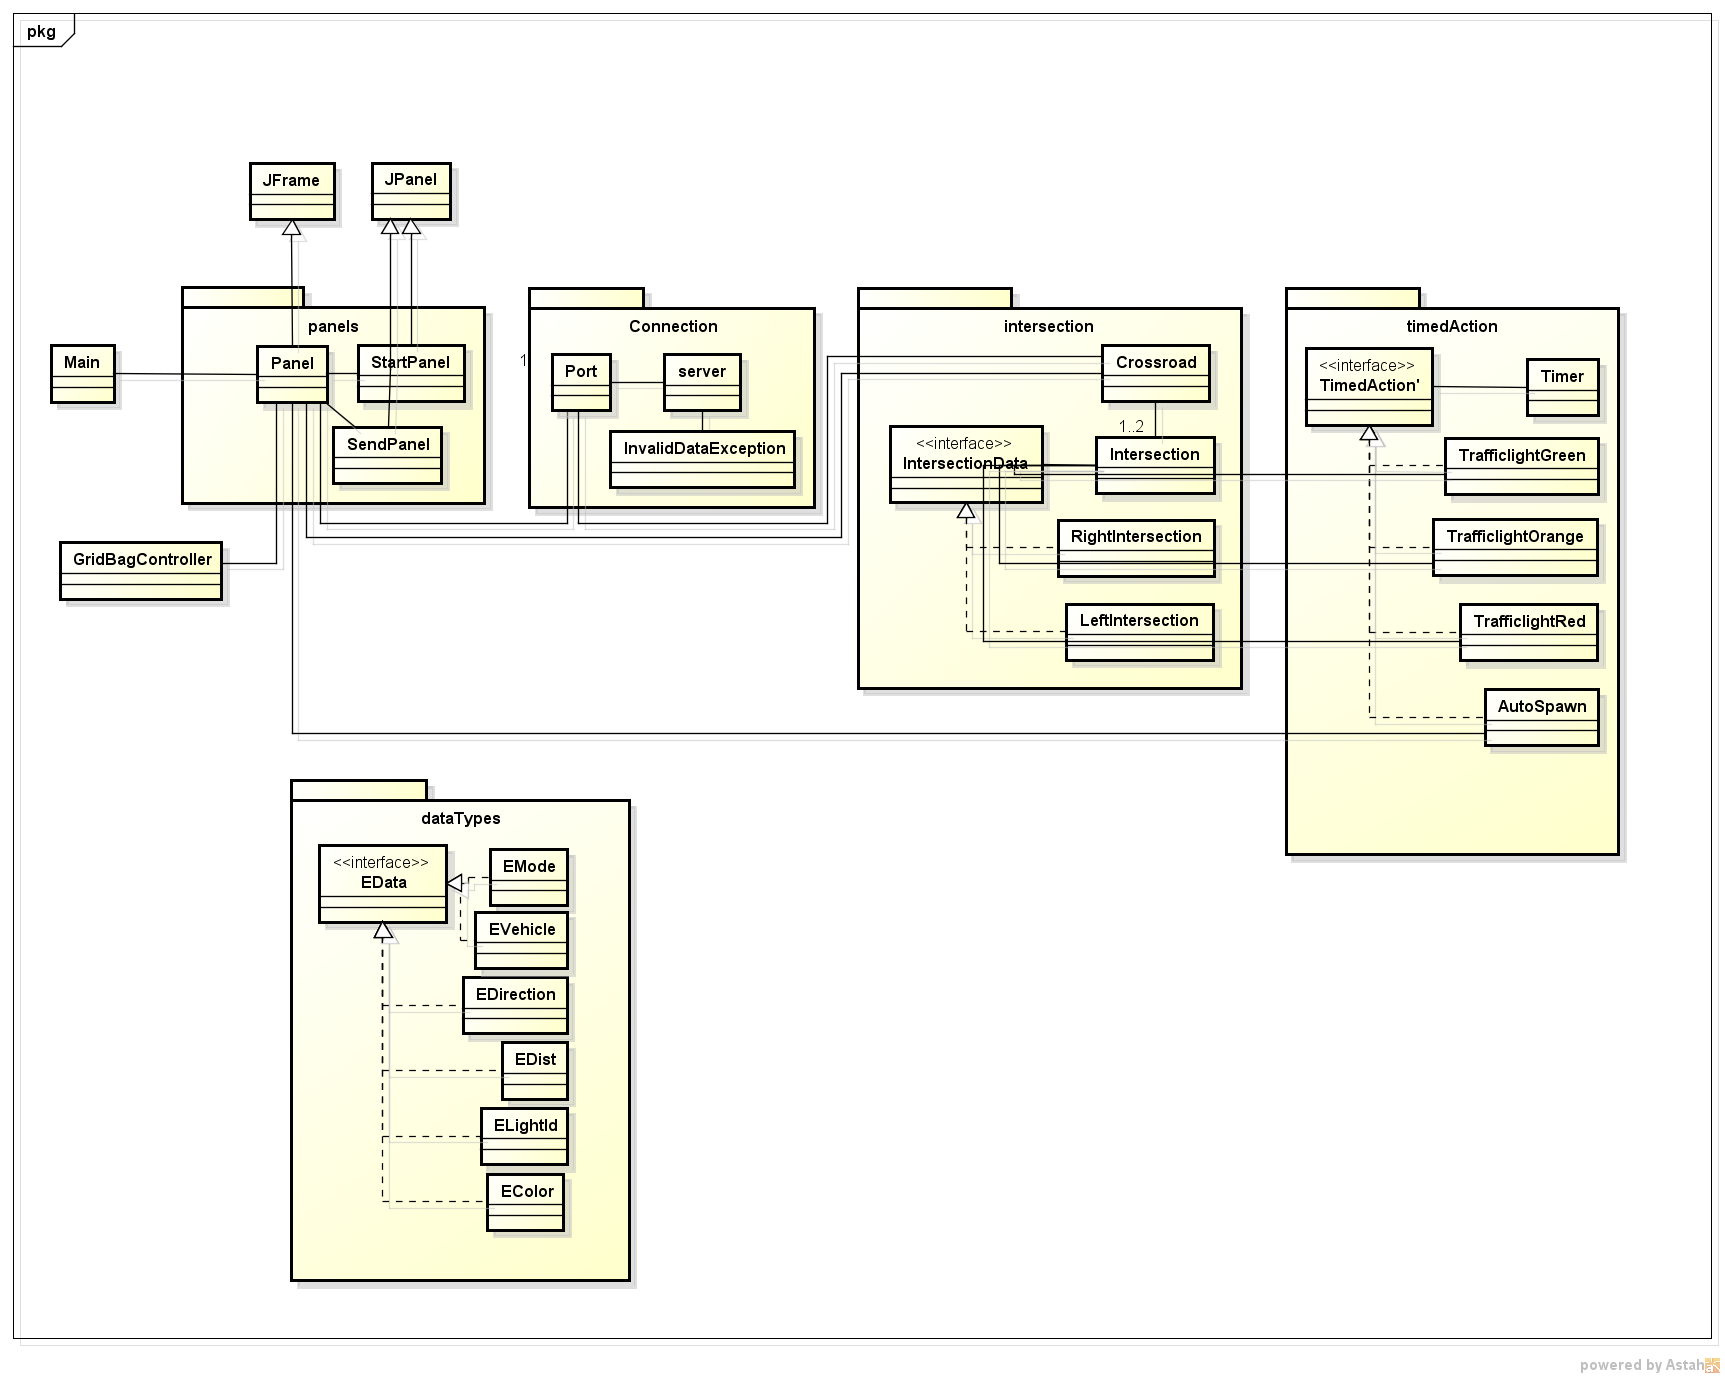 pkg
JFrame
JPanel
panels
Main
Panel
StartPanel
SendPanel
GridBagController
Connection
1
Port
server
InvalidDataException
intersection
Crossroad
1..2
<<interface>>
IntersectionData
Intersection
RightIntersection
LeftIntersection
timedAction
<<interface>>
TimedAction'
Timer
TrafficlightGreen
TrafficlightOrange
TrafficlightRed
AutoSpawn
dataTypes
<<interface>>
EData
EMode
EVehicle
EDirection
EDist
ELightId
EColor
powered by Astah